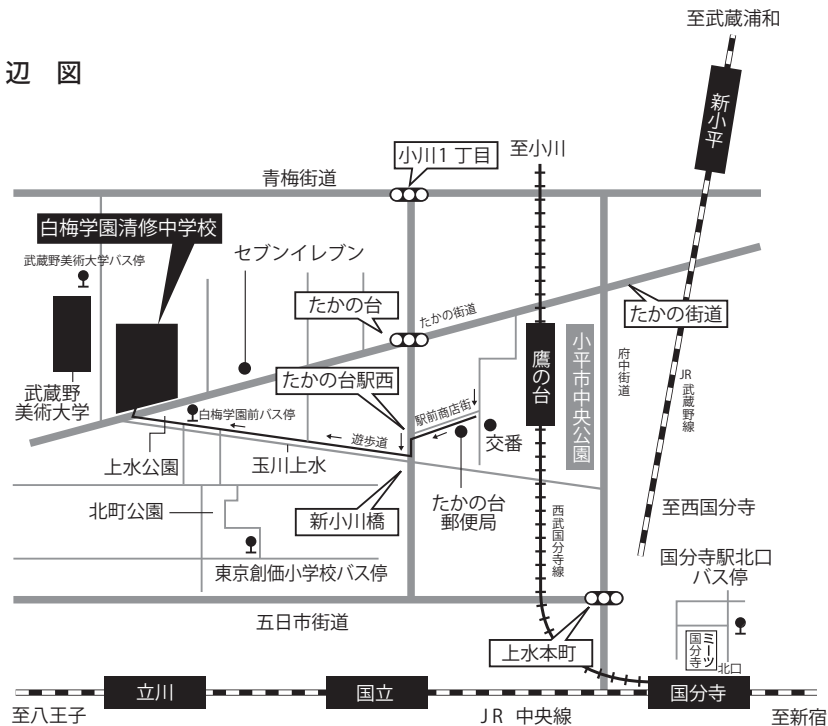 至武蔵浦和
辺 図
新小平
小川1 丁目
至小川
青梅街道
白梅学園清修中学校
セブンイレブン
武蔵野美術大学バス停
たかの台
たかの街道
たかの街道
鷹の台
小平市中央公園
府中街道
JR 武蔵野線
武蔵野
美術大学
たかの台駅西
駅前商店街
白梅学園前バス停
遊歩道
交番
上水公園
玉川上水
たかの台
郵便局
北町公園
新小川橋
西武国分寺線
至西国分寺
東京創価小学校バス停
国分寺駅北口
バス停
五日市街道
上水本町
ミーツ
国分寺
北口
立川
国立
国分寺
至八王子
JR 中央線
至新宿